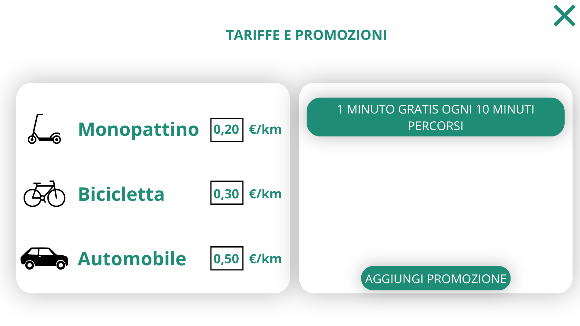 TARIFFE E PROMOZIONI
Monopattino 0,20 €/km
Bicicletta 0,30 €/km
Automobile 0,50 €/km
1 MINUTO GRATIS OGNI 10 MINUTI
PERCORSI
AGGIUNGI PROMOZIONE